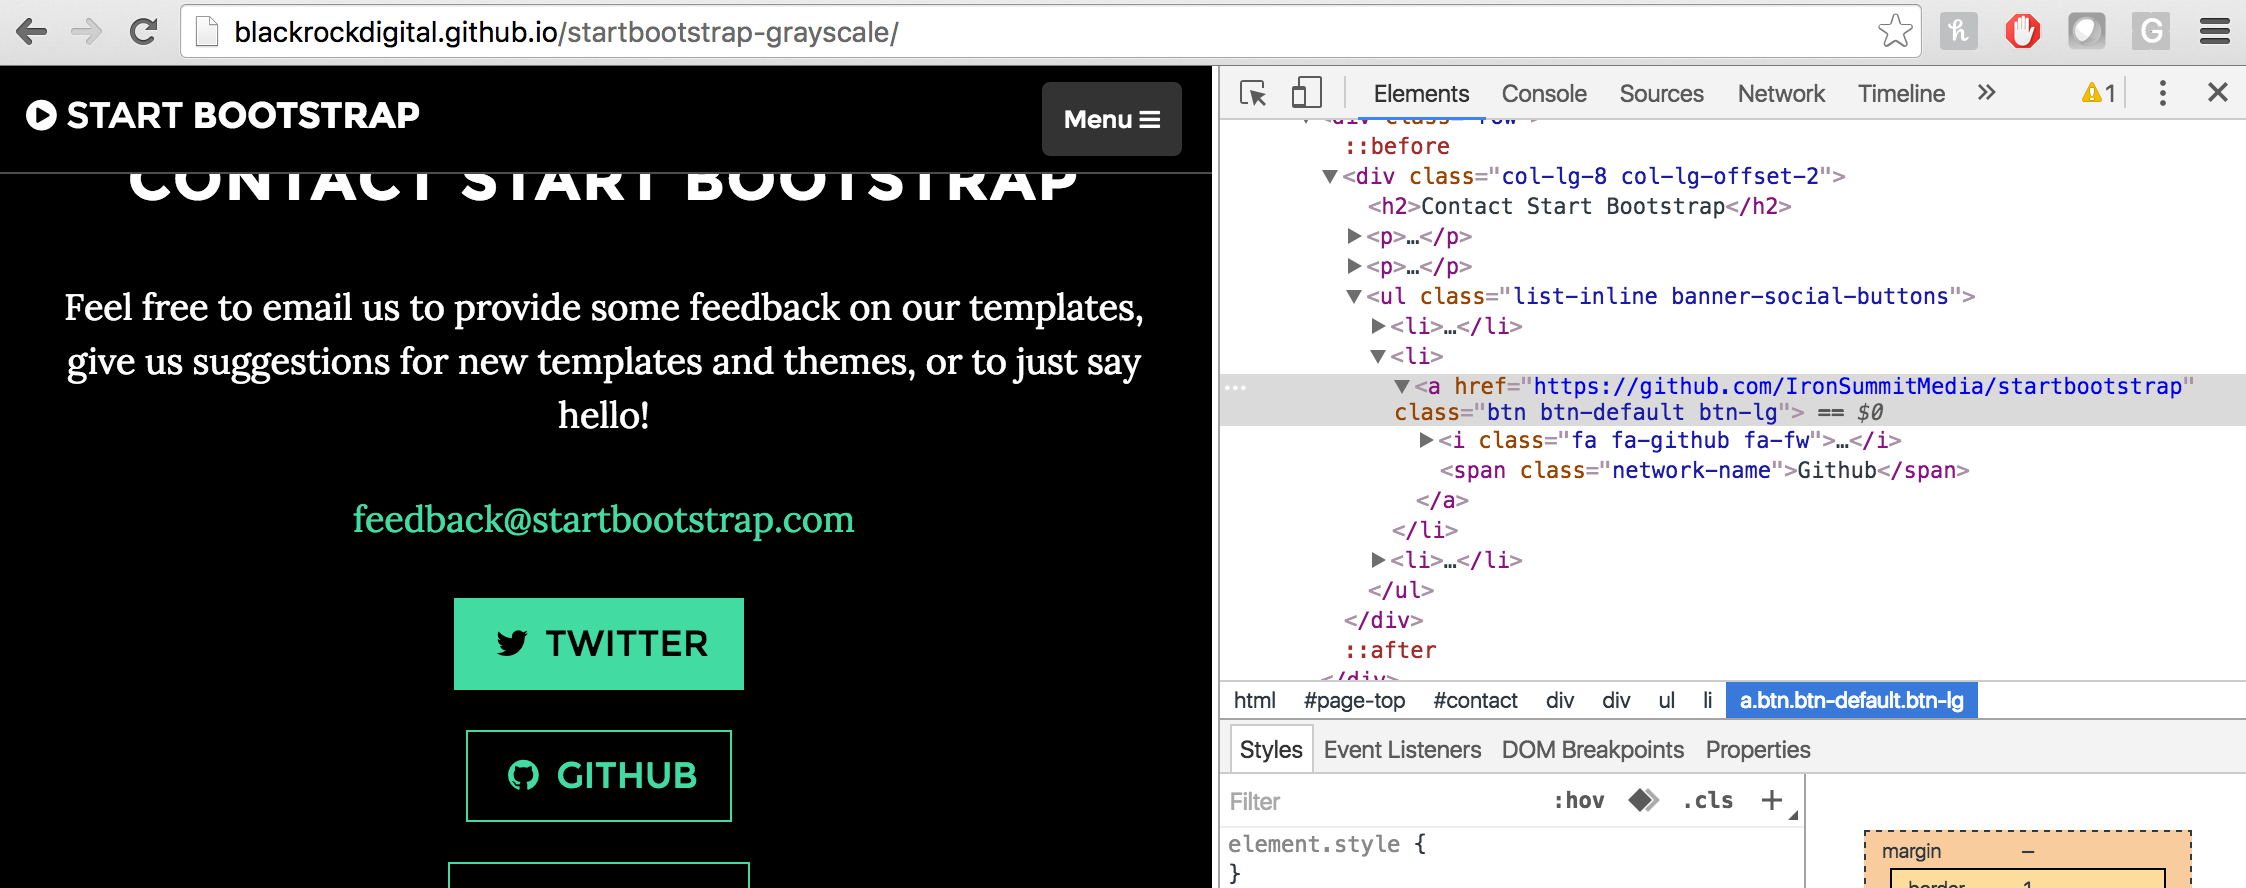 blackrockdigital.github.io/startbootstrap-grayscale/
START BOOTSTRAP
Menu
CONTACT START BOOTSTRAP
Feel free to email us to provide some feedback on our templates,
give us suggestions for new templates and themes, or to just say
hello!
feedback@startbootstrap.com
TWITTER
GITHUB
Elements Console Sources Network Timeline » 1
<div class="row">
::before
<div class="col-lg-8 col-lg-offset-2">
<h2>Contact Start Bootstrap</h2>
<p>…</p>
<p>…</p>
<ul class="list-inline banner-social-buttons">
<li>…</li>
<li>
<a href="https://github.com/IronSummitMedia/startbootstrap"
class="btn btn-default btn-lg"> == $0
<i class="fa fa-github fa-fw">…</i>
<span class="network-name">Github</span>
</a>
</li>
<li>…</li>
</ul>
</div>
::after
</div>
html #page-top #contact div div ul li a.btn.btn-default.btn-lg
Styles Event Listeners DOM Breakpoints Properties
Filter :hov .cls +
element.style {
}
margin –
border 1